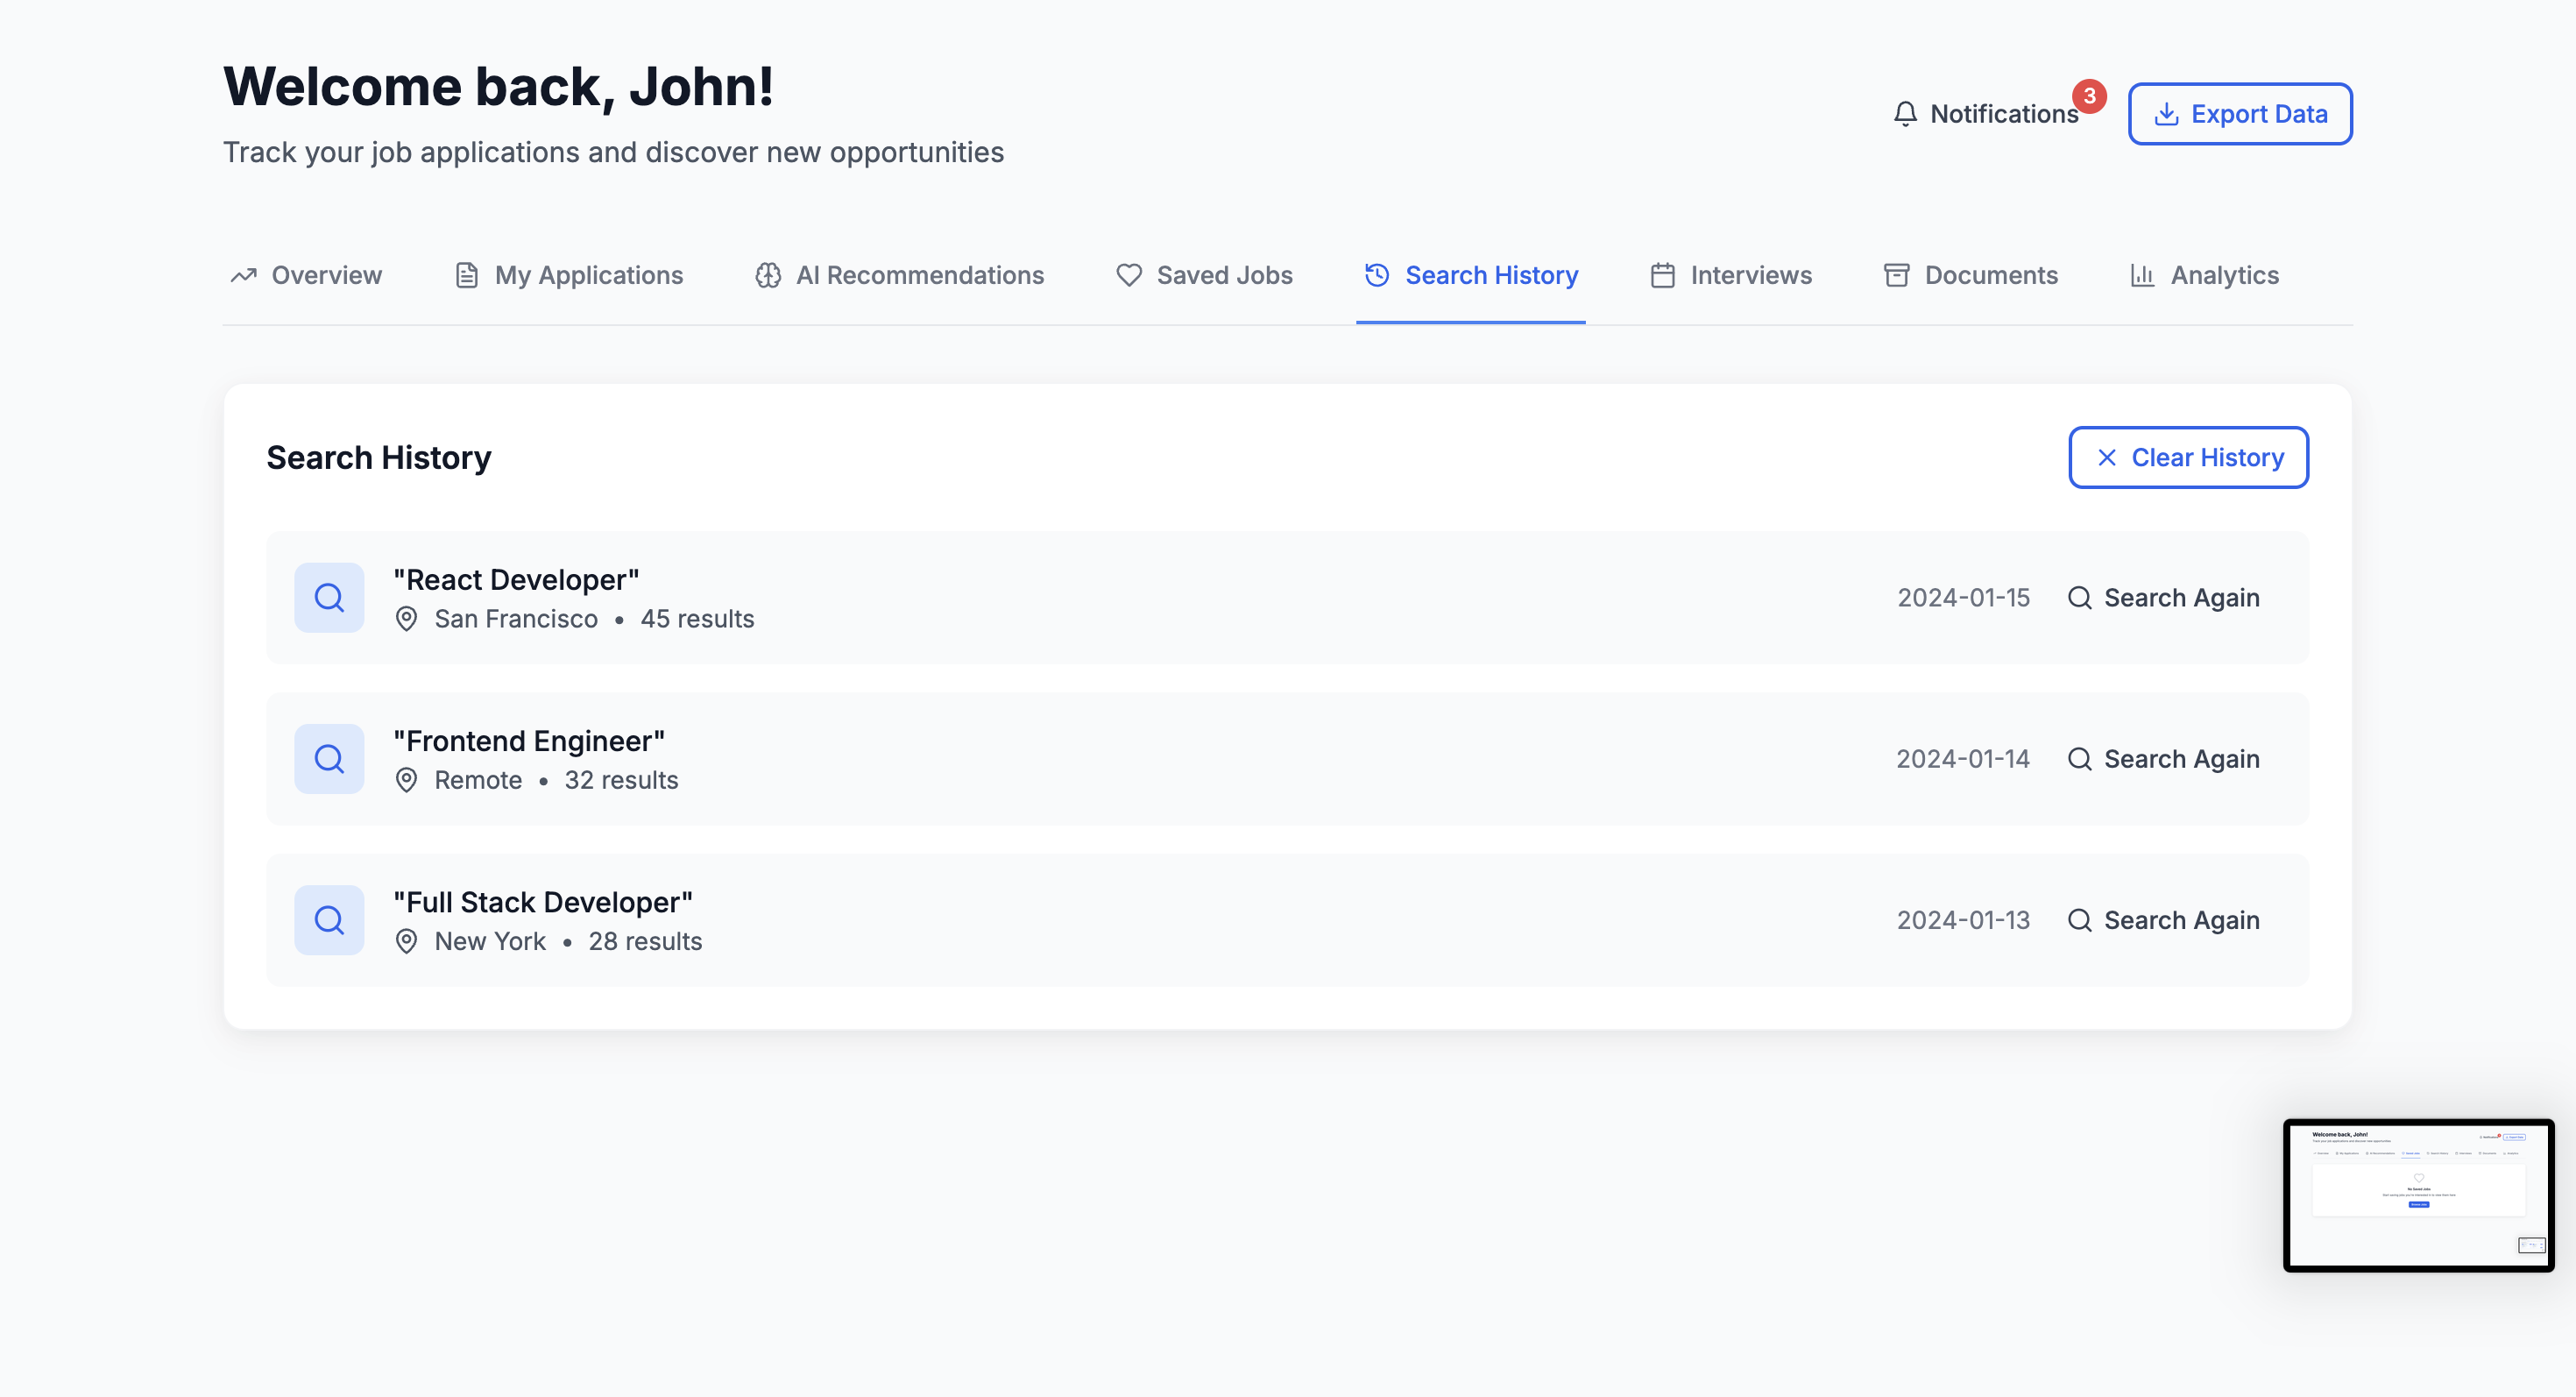 Welcome back, John!
Track your job applications and discover new opportunities
Notifications 3
Export Data
Overview My Applications AI Recommendations Saved Jobs Search History Interviews Documents Analytics
Search History
Clear History
"React Developer"
San Francisco • 45 results
2024-01-15 Search Again
"Frontend Engineer"
Remote • 32 results
2024-01-14 Search Again
"Full Stack Developer"
New York • 28 results
2024-01-13 Search Again
Welcome back, John!